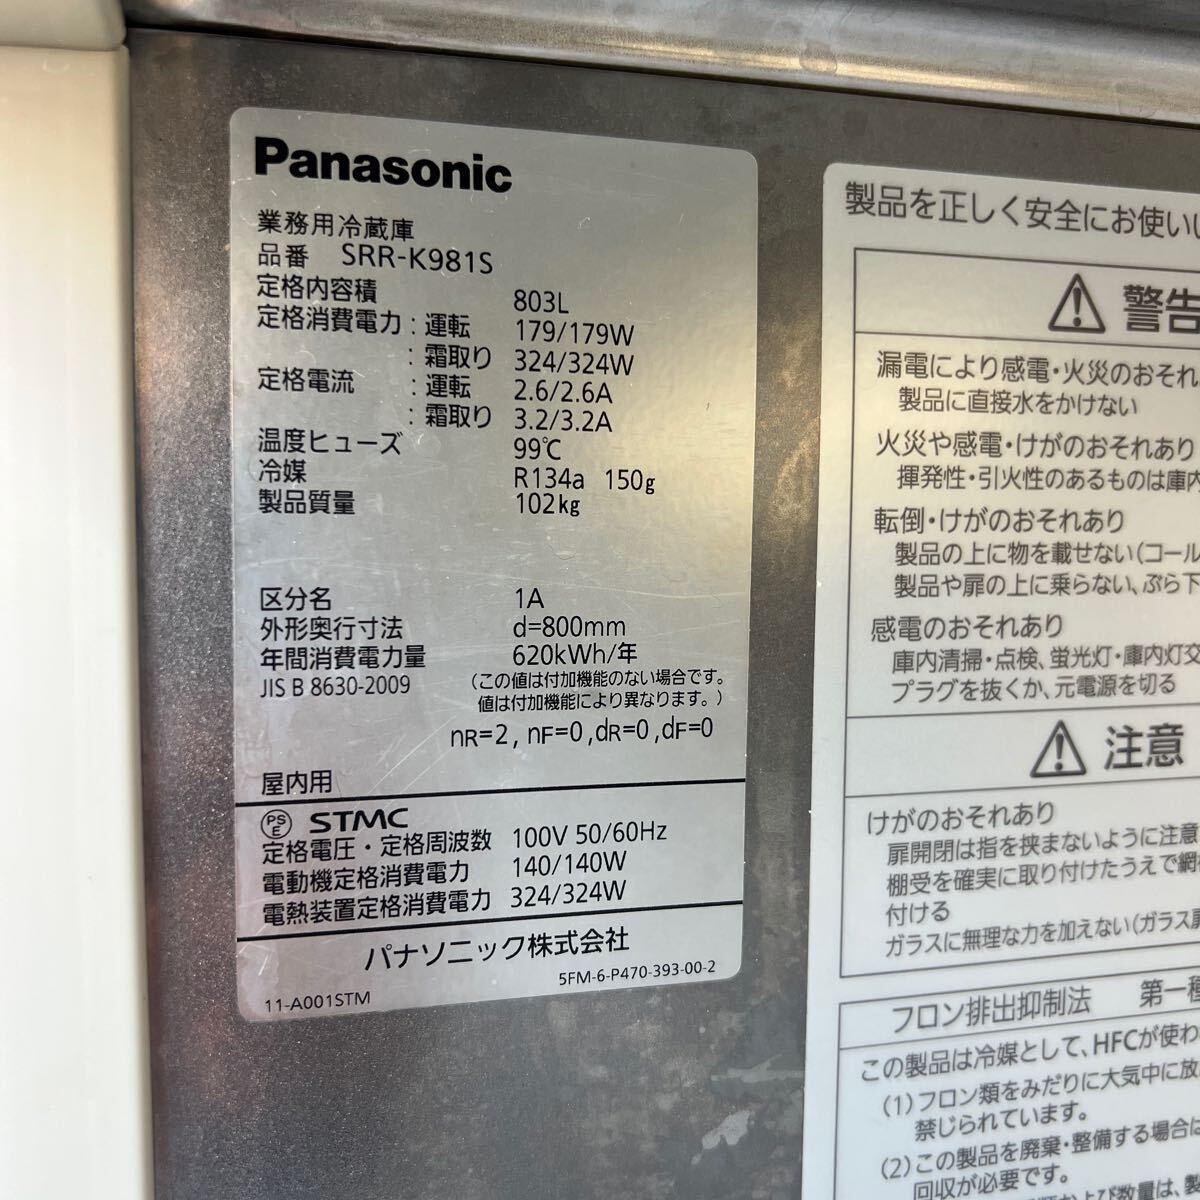 Panasonic
業務用冷蔵庫
品番 SRR-K981S
定格内容積 803L
定格消費電力 : 運転 179/179W
: 霜取り 324/324W
定格電流 : 運転 2.6/2.6A
: 霜取り 3.2/3.2A
温度ヒューズ 99℃
冷媒 R134a 150g
製品質量 102kg
区分名 1A
外形奥行寸法 d=800mm
年間消費電力量 620kWh/年
JIS B 8630-2009 (この値は付加機能のない場合です。
値は付加機能により異なります。)
nR=2, nF=0,dR=0,dF=0
屋内用
PS E STMC
定格電圧・定格周波数 100V 50/60Hz
電動機定格消費電力 140/140W
電熱装置定格消費電力 324/324W
パナソニック株式会社
5FM-6-P470-393-00-2
11-A001STM
製品を正しく安全にお使いい
警告
漏電により感電・火災のおそれ
製品に直接水をかけない
火災や感電・けがのおそれあり
揮発性・引火性のあるものは庫内
転倒・けがのおそれあり
製品の上に物を載せない(コール
製品や扉の上に乗らない、ぶら下
感電のおそれあり
庫内清掃・点検、蛍光灯・庫内灯交
プラグを抜くか、元電源を切る
注意
けがのおそれあり
扉開閉は指を挟まないように注意
棚受を確実に取り付けたうえで網
付ける
ガラスに無理な力を加えない(ガラス扉
フロン排出抑制法 第一種
この製品は冷媒として、HFCが使わ
(1)フロン類をみだりに大気中に放
禁じられています。
(2)この製品を廃棄・整備する場合は
回収が必要です。
類および数量は、製